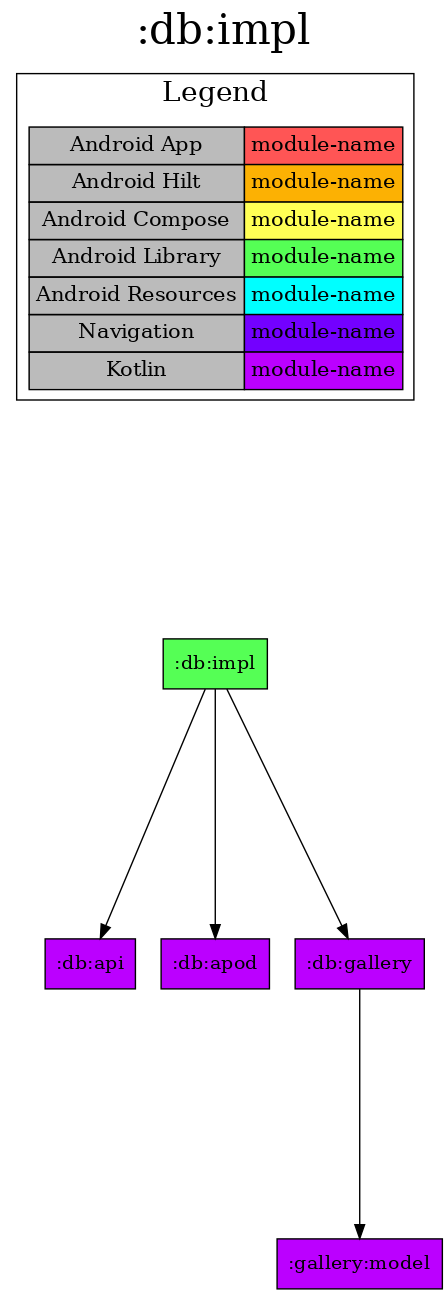 :db:impl
Legend
Android App module-name
Android Hilt module-name
Android Compose module-name
Android Library module-name
Android Resources module-name
Navigation module-name
Kotlin module-name
:db:impl
:db:api :db:apod :db:gallery
:gallery:model